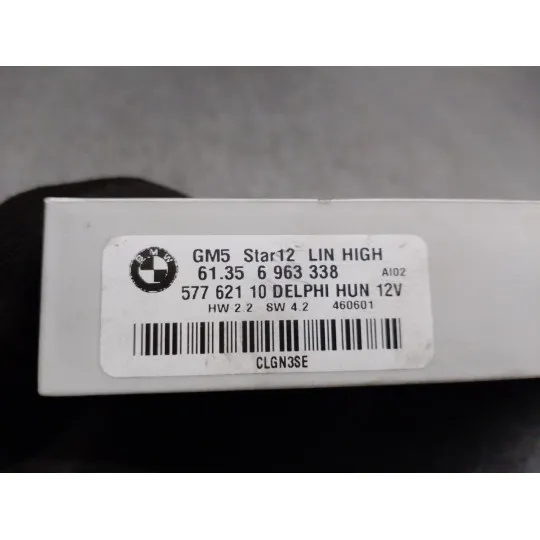 BMW
GM5 Star12 LIN HIGH
61.35 6 963 338 AI02
577 621 10 DELPHI HUN 12V
HW 2.2 SW 4.2 460601
CLGN3SE